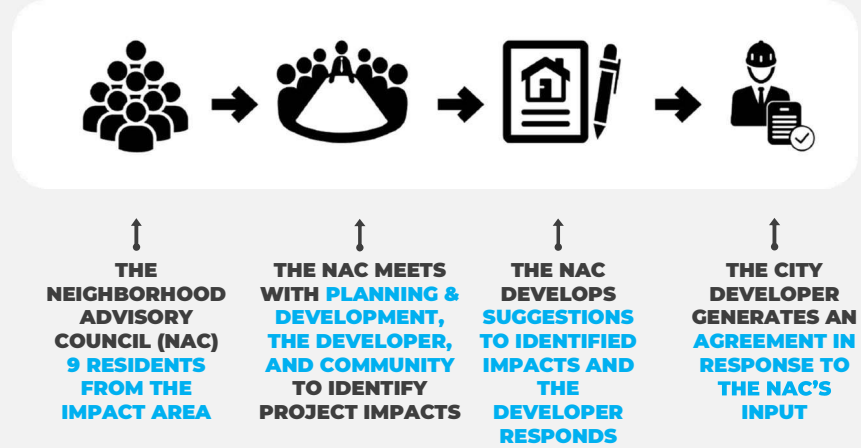 THE
NEIGHBORHOOD
ADVISORY
COUNCIL (NAC)
9 RESIDENTS
FROM THE
IMPACT AREA
THE NAC MEETS
WITH PLANNING &
DEVELOPMENT,
THE DEVELOPER,
AND COMMUNITY
TO IDENTIFY
PROJECT IMPACTS
THE NAC
DEVELOPS
SUGGESTIONS
TO IDENTIFIED
IMPACTS AND
THE
DEVELOPER
RESPONDS
THE CITY
DEVELOPER
GENERATES AN
AGREEMENT IN
RESPONSE TO
THE NAC'S
INPUT